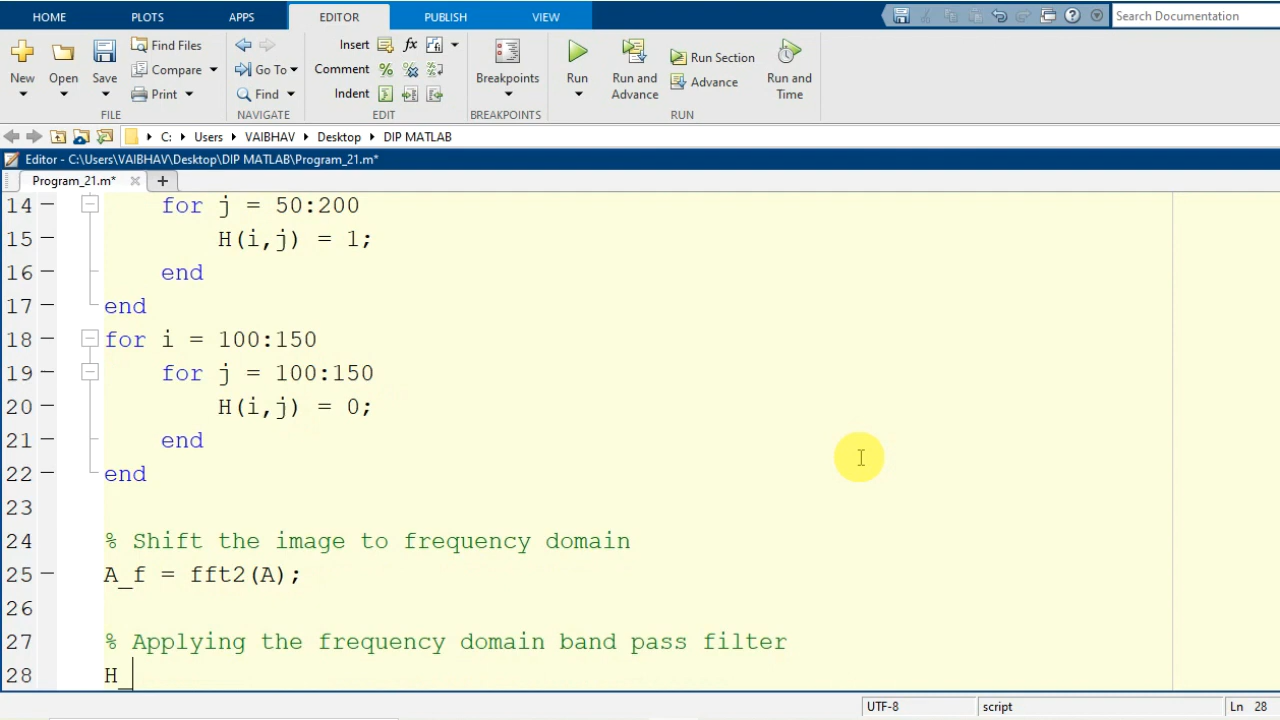 HOME PLOTS APPS EDITOR PUBLISH VIEW
Search Documentation
New Open Save Find Files Compare Print
FILE
Go To Find
NAVIGATE
Insert Comment Indent
fx
EDIT
Breakpoints
BREAKPOINTS
Run Run and Advance Run Section Advance Run and Time
RUN
C: Users VAIBHAV Desktop DIP MATLAB
Editor - C:\Users\VAIBHAV\Desktop\DIP MATLAB\Program_21.m*
Program_21.m* +
14 – for j = 50:200
15 – H(i,j) = 1;
16 – end
17 – end
18 – for i = 100:150
19 – for j = 100:150
20 – H(i,j) = 0;
21 – end
22 – end
23
24 % Shift the image to frequency domain
25 – A_f = fft2(A);
26
27 % Applying the frequency domain band pass filter
28 H_
UTF-8 script Ln 28